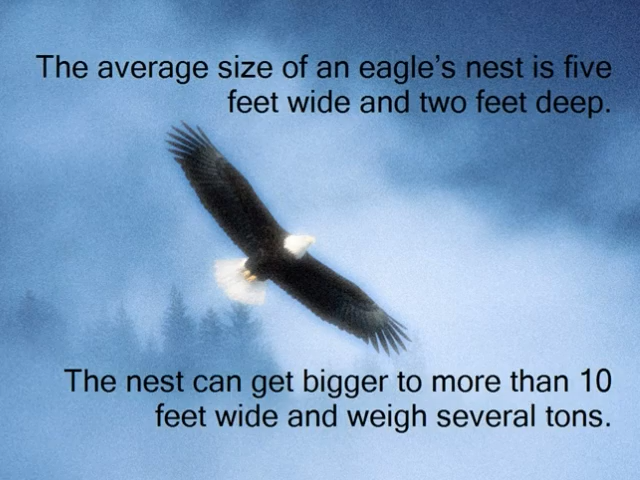 The average size of an eagle’s nest is five
feet wide and two feet deep.
The nest can get bigger to more than 10
feet wide and weigh several tons.